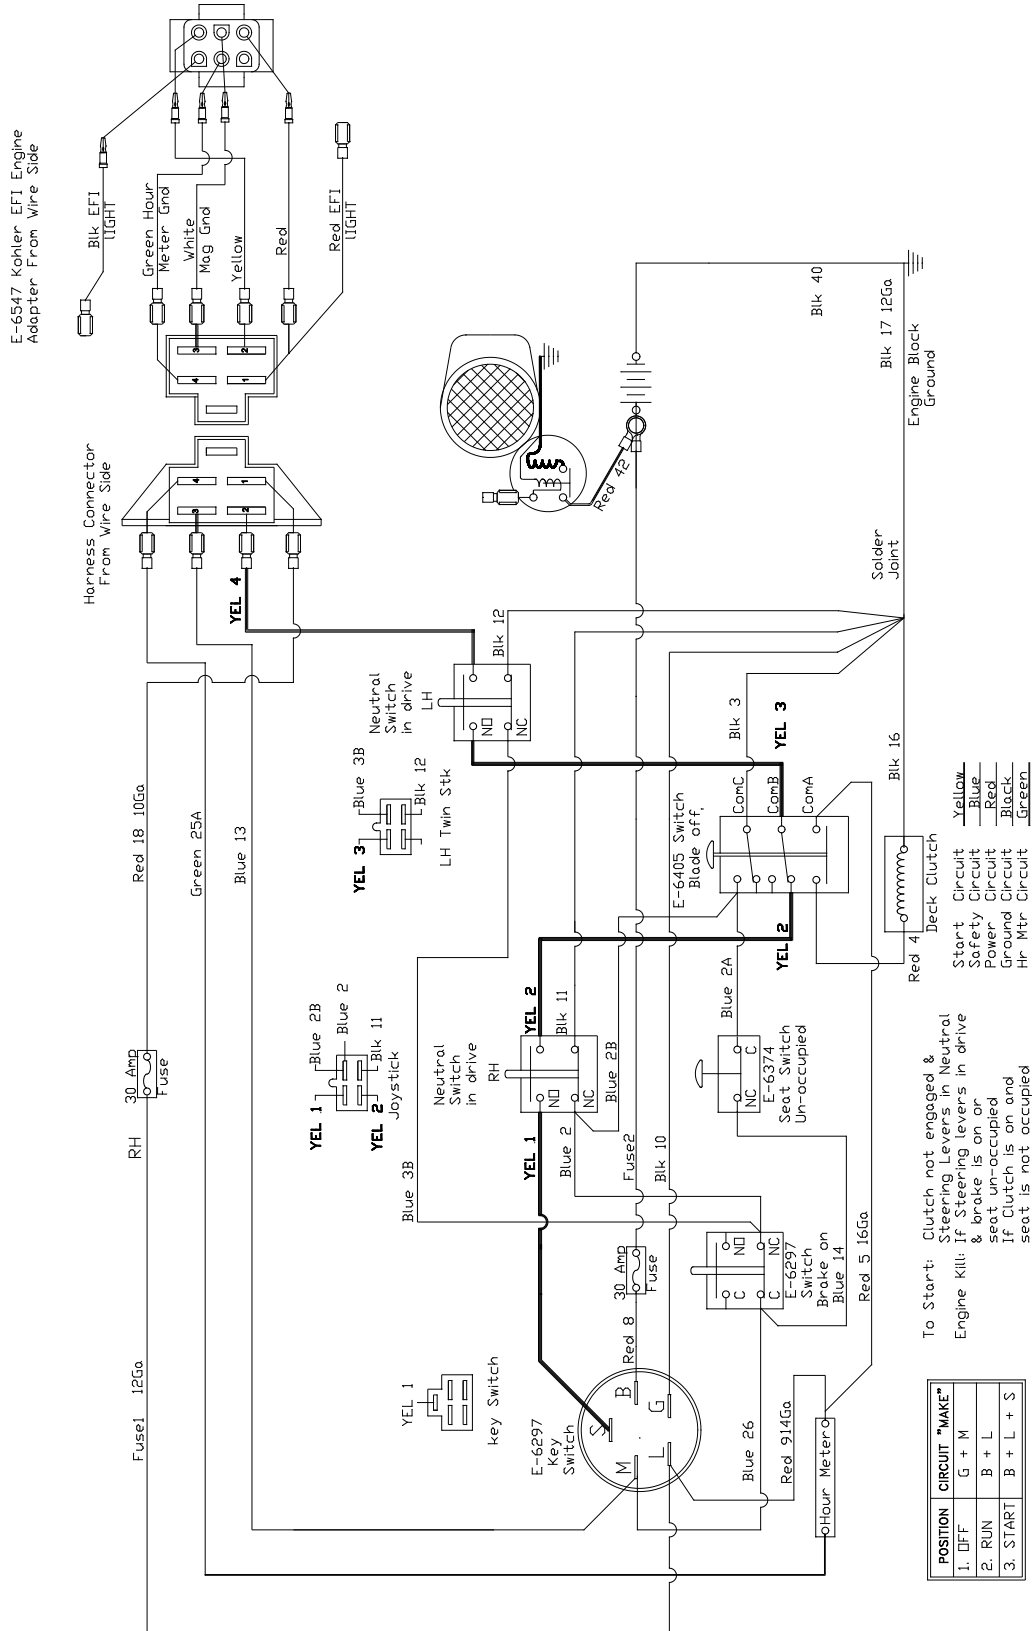 E-6547 Kohler EFI Engine
Adapter From Wire Side
Blk EFI
lIGHT
Green Hour
Meter Gnd
White
Mag Gnd
Yellow
Red
Red EFI
lIGHT
3
2
4
1
Harness Connector
From Wire Side
4
1
3
2
YEL 4
Red 42
Blk 40
Blk 17 12Ga
Engine Block
Ground
Solder
Joint
Blk 12
Neutral
Switch
in drive
LH
NO
NC
Red 18 10Ga
Green 25A
Blue 13
Blue 3B
Blk 12
YEL 3
LH Twin Stk
Blk 3
YEL 3
Blk 16
E-6405 Switch
Blade off,
ComC
ComB
ComA
YEL 2
Red 4
Deck Clutch
Start Circuit Yellow
Safety Circuit Blue
Power Circuit Red
Ground Circuit Black
Hr Mtr Circuit Green
30 Amp
Fuse
RH
Blue 2B
Blue 2
Blk 11
YEL 1
YEL 2
Joystick
Neutral
Switch
in drive
RH
NO
NC
YEL 2
Blk 11
Blue 2B
Blue 2A
C
NC
E-6374
Seat Switch
Un-occupied
YEL 1
Blue 2
Fuse2
Blk 10
Blue 3B
30 Amp
Fuse
Red 8
NO
NC
C
C
E-6297
Switch
Brake on
Blue 14
Red 5 16Ga
To Start: Clutch not engaged &
Steering Levers in Neutral
Engine Kill: If Steering levers in drive
& brake is on or
seat un-occupied
If Clutch is on and
seat is not occupied
Fuse1 12Ga
YEL 1
key Switch
E-6297
Key
Switch
S
B
M
G
L
Blue 26
Red 914Ga
Hour Meter
POSITION CIRCUIT "MAKE"
1. OFF G + M
2. RUN B + L
3. START B + L + S